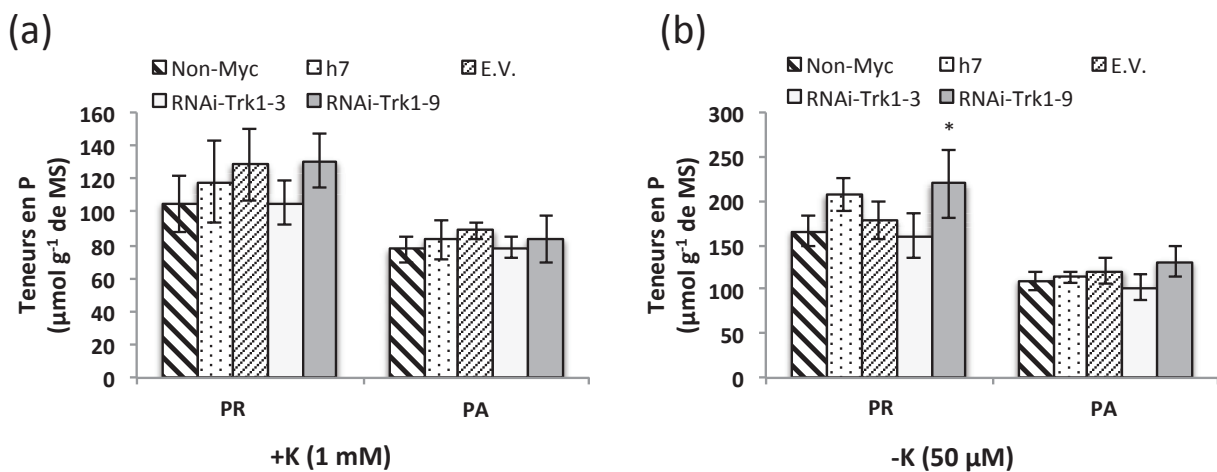 (a)
Non-Myc h7 E.V.
RNAi-Trk1-3 RNAi-Trk1-9
Teneurs en P
(µmol g-1 de MS)
160
140
120
100
80
60
40
20
0
PR PA
+K (1 mM)
(b)
Non-Myc h7 E.V.
RNAi-Trk1-3 RNAi-Trk1-9
Teneurs en P
(µmol g-1 de MS)
300
250
200
150
100
50
0
*
PR PA
-K (50 µM)